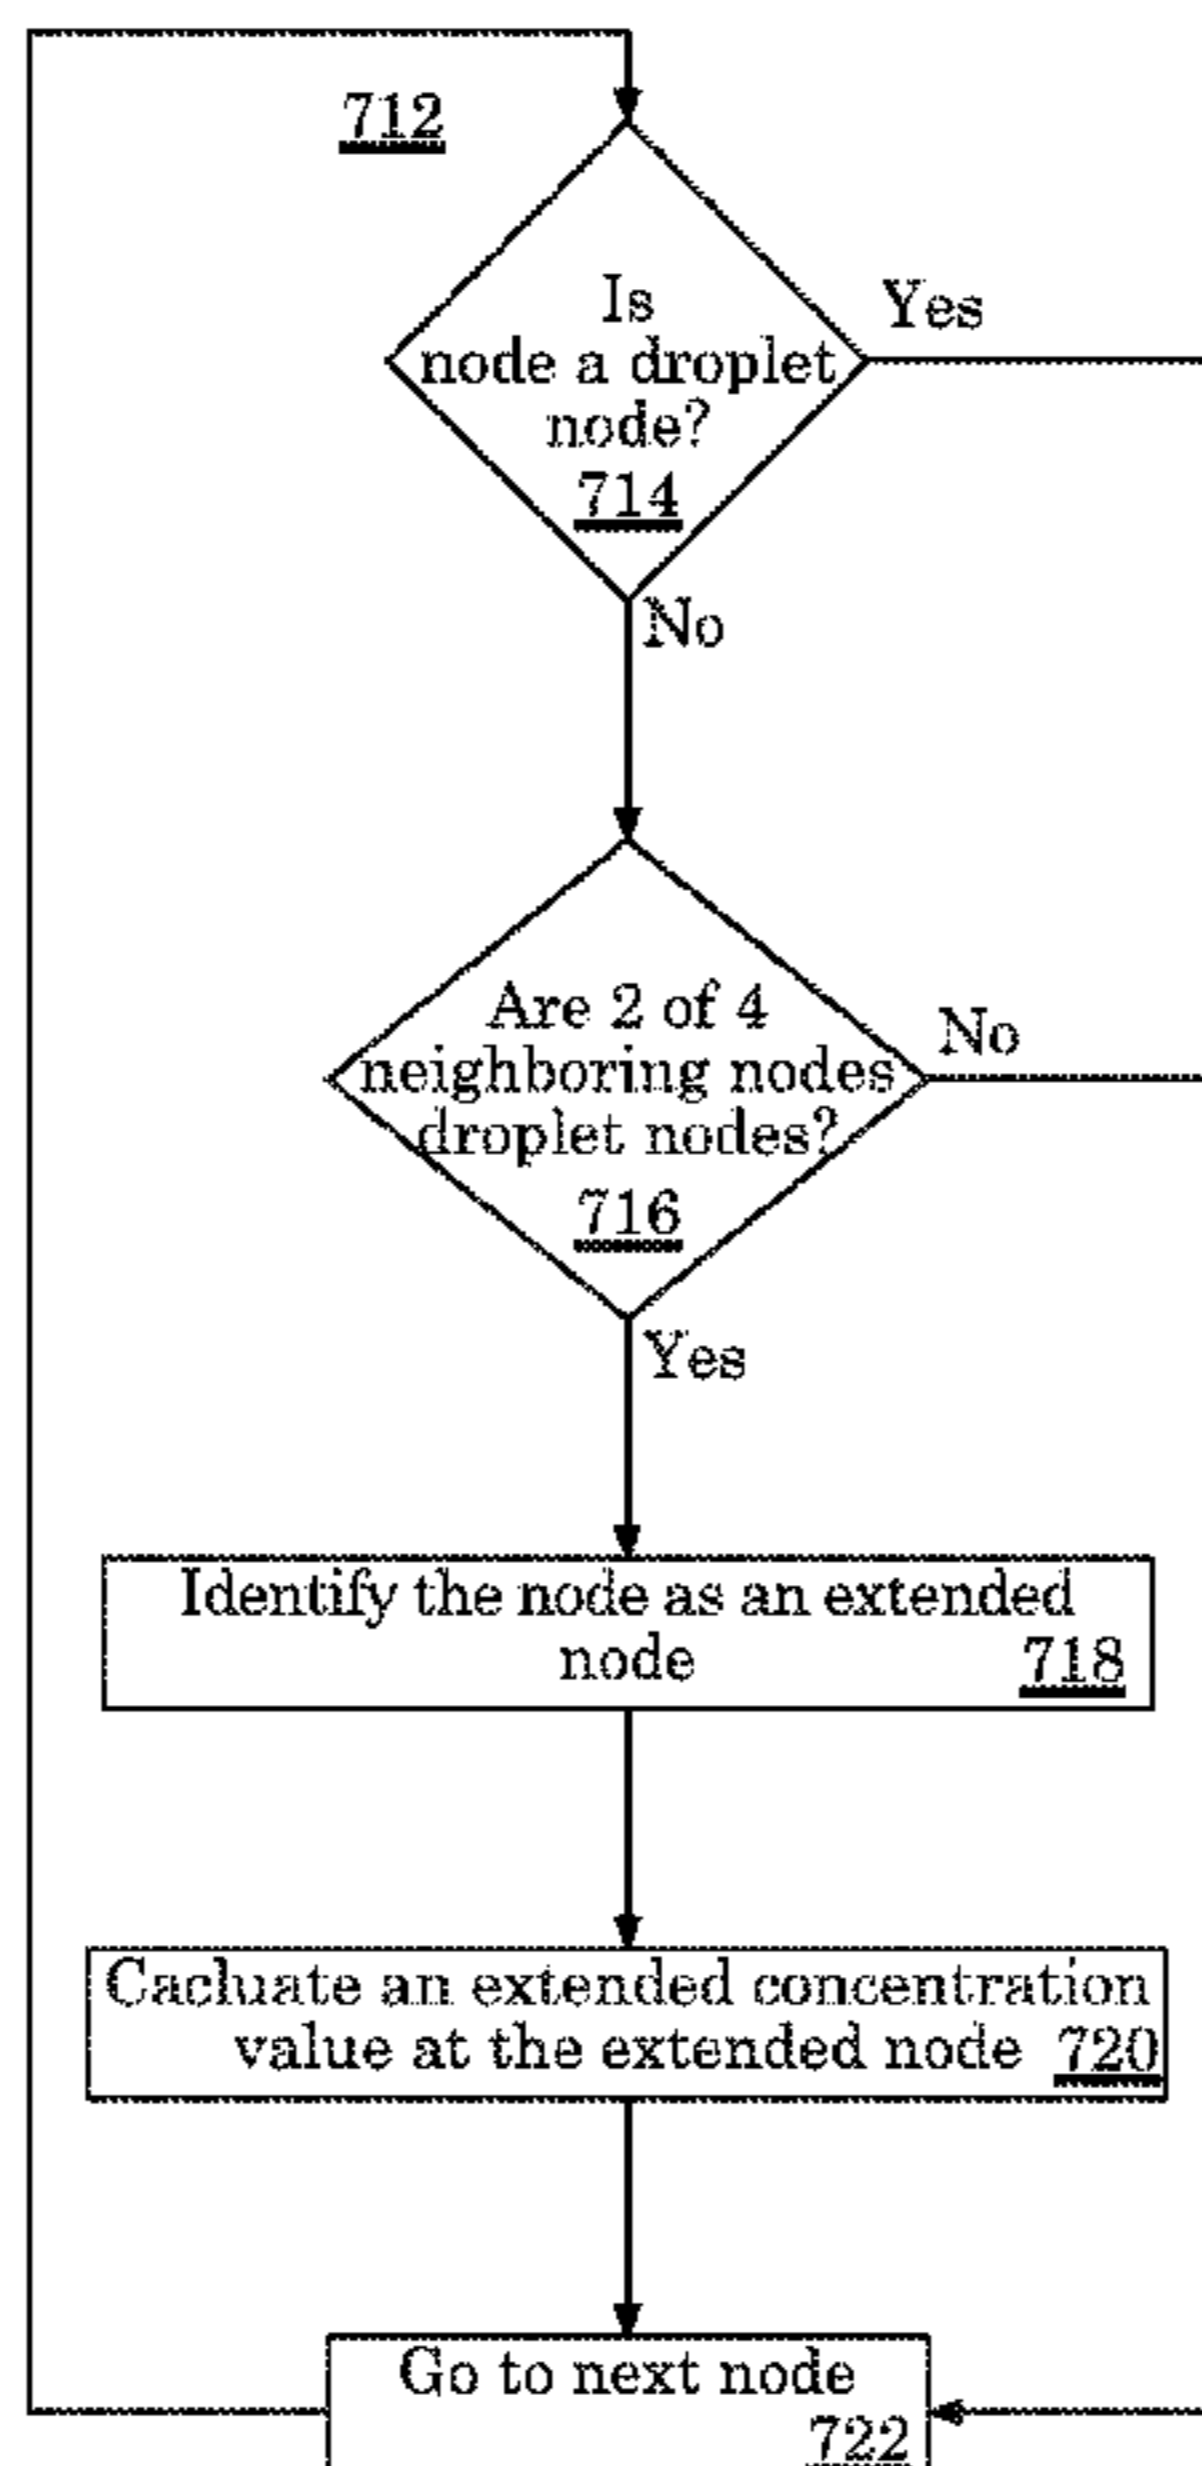 712
Is
node a droplet
node?
714
Yes
No
Are 2 of 4
neighboring nodes
droplet nodes?
716
No
Yes
Identify the node as an extended
node 718
Cacluate an extended concentration
value at the extended node 720
Go to next node
722